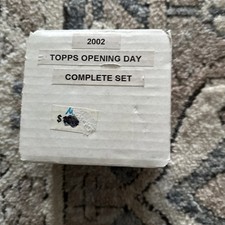 2002
TOPPS OPENING DAY
COMPLETE SET
$